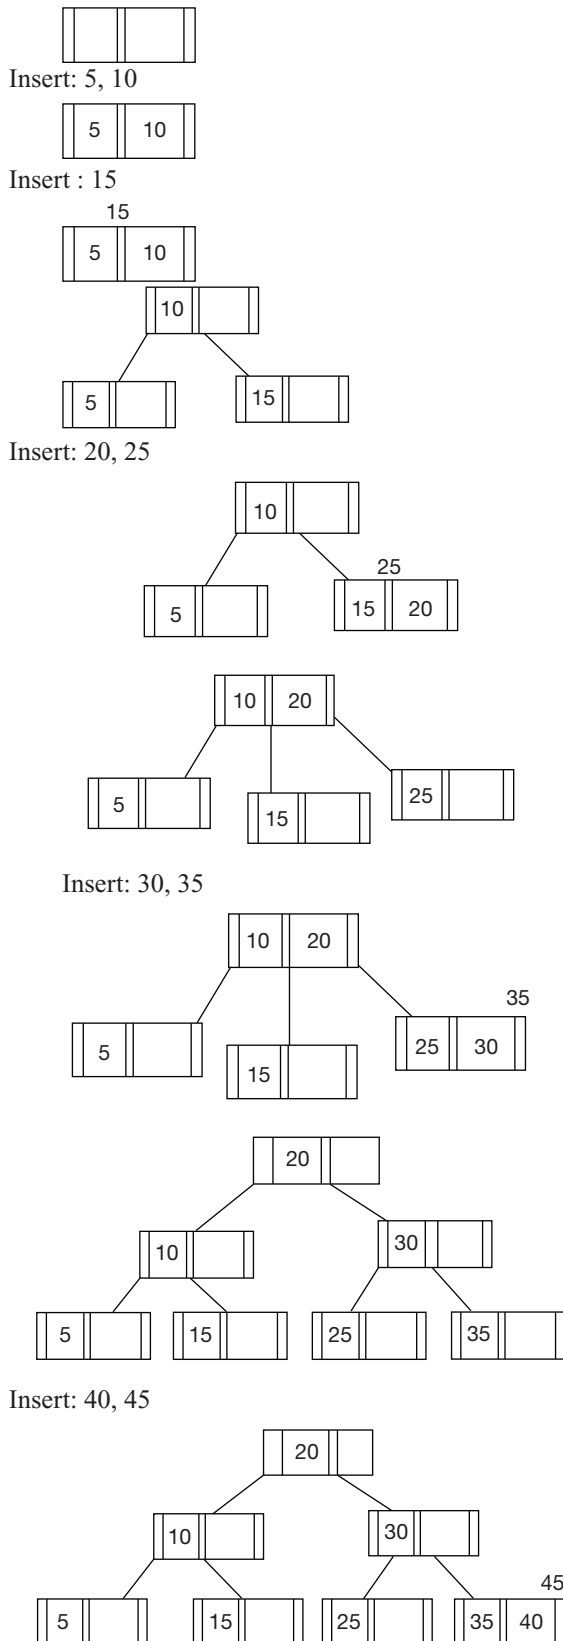 Insert: 5, 10
5 10
Insert : 15
15
5 10
10
5 15
Insert: 20, 25
10
25
5 15 20
10 20
5 15 25
Insert: 30, 35
10 20
35
5 15 25 30
20
10 30
5 15 25 35
Insert: 40, 45
20
10 30
45
5 15 25 35 40